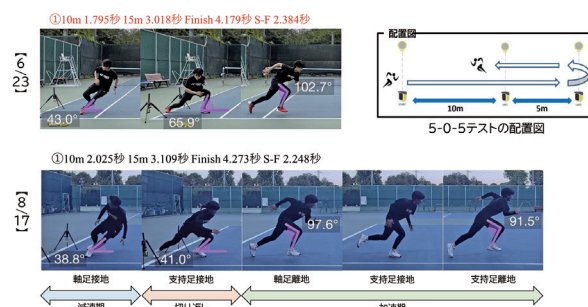 ①10m 1.795秒 15m 3.018秒 Finish 4.179秒 S-F 2.384秒
【6/23】
43.0°
65.9°
102.7°
配置図
10m
5m
5-0-5テストの配置図
①10m 2.025秒 15m 3.109秒 Finish 4.273秒 S-F 2.248秒
【8/17】
38.8°
41.0°
97.6°
91.5°
軸足接地
支持足接地
軸足離地
支持足接地
支持足離地
減速期
切り返し
加速期